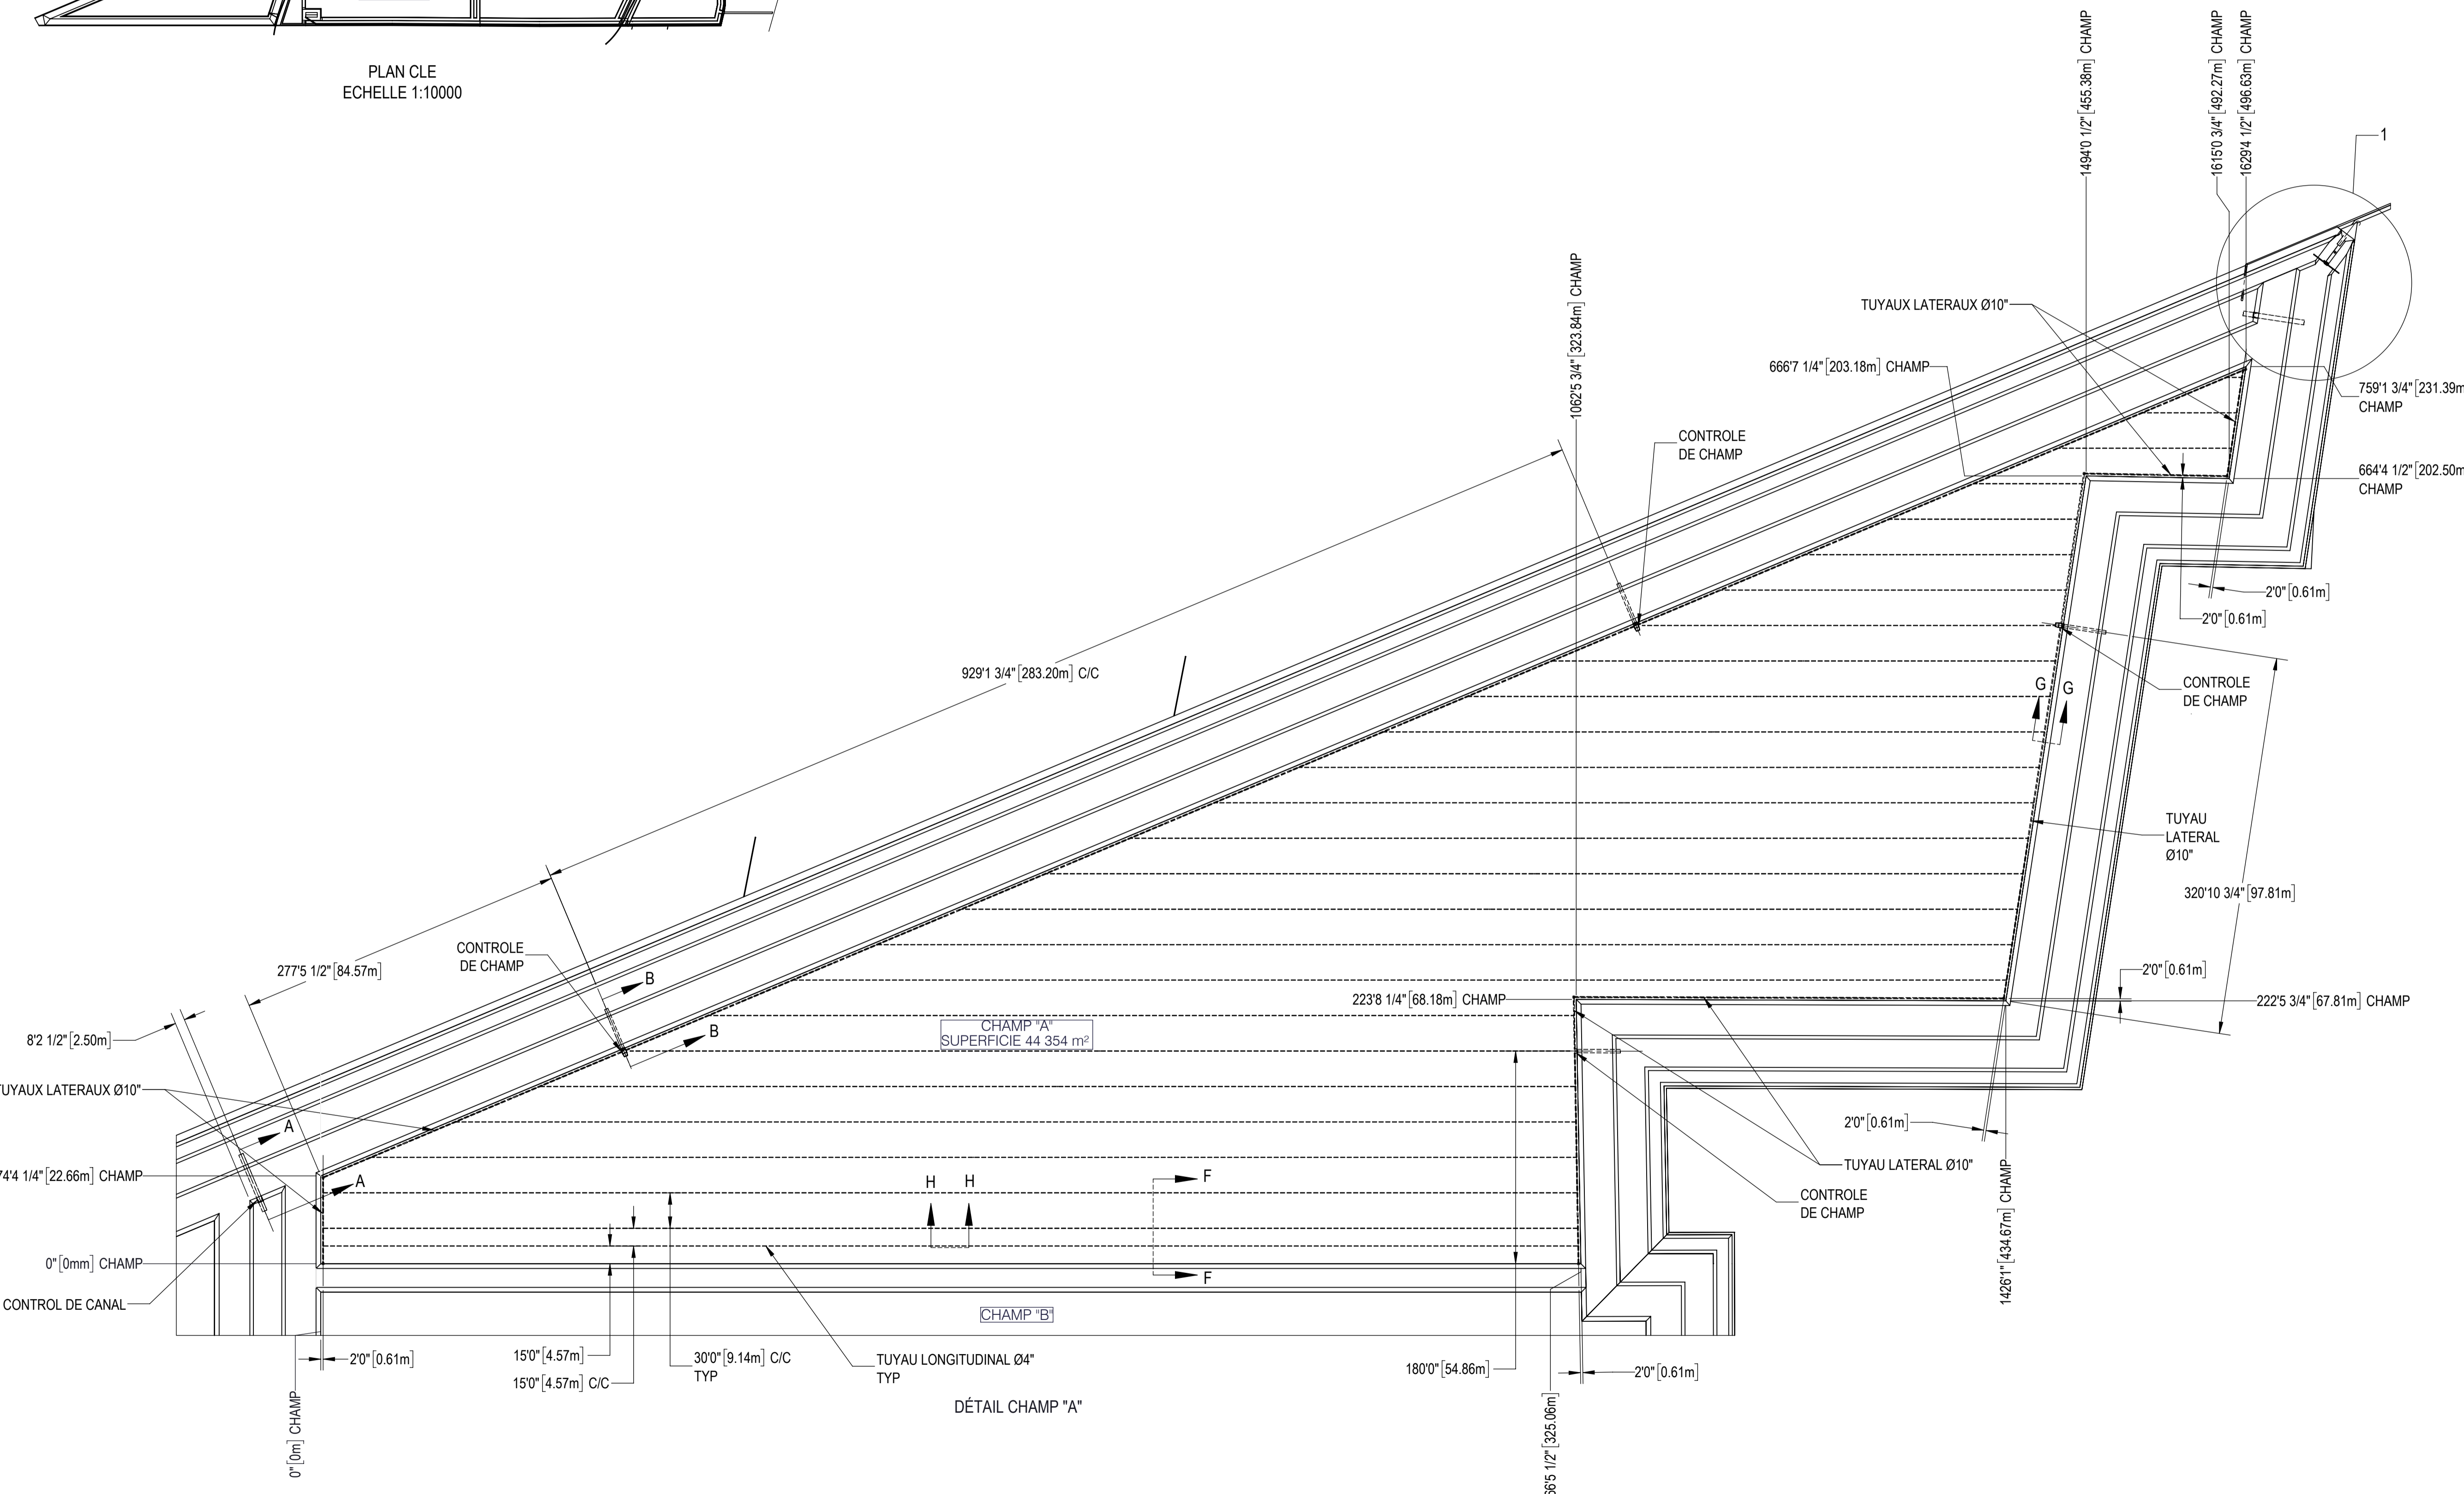 PLAN CLE
ECHELLE 1:10000
1494'0 1/2" [455.38m] CHAMP
1615'0 3/4" [492.27m] CHAMP
1629'4 1/2" [496.63m] CHAMP
1
1062'5 3/4" [323.84m] CHAMP
TUYAUX LATERAUX Ø10"
666'7 1/4" [203.18m] CHAMP
759'1 3/4" [231.39m
CHAMP
CONTROLE
DE CHAMP
664'4 1/2" [202.50m
CHAMP
2'0" [0.61m]
2'0" [0.61m]
929'1 3/4" [283.20m] C/C
G
G
CONTROLE
DE CHAMP
TUYAU
LATERAL
Ø10"
320'10 3/4" [97.81m]
CONTROLE
DE CHAMP
277'5 1/2" [84.57m]
B
B
2'0" [0.61m]
223'8 1/4" [68.18m] CHAMP
222'5 3/4" [67.81m] CHAMP
CHAMP "A"
SUPERFICIE 44 354 m²
8'2 1/2" [2.50m]
TUYAUX LATERAUX Ø10"
A
A
2'0" [0.61m]
TUYAU LATERAL Ø10"
74'4 1/4" [22.66m] CHAMP
H
H
F
F
CONTROLE
DE CHAMP
1426'1" [434.67m] CHAMP
0" [0mm] CHAMP
CONTROL DE CANAL
CHAMP "B"
2'0" [0.61m]
15'0" [4.57m]
15'0" [4.57m] C/C
30'0" [9.14m] C/C
TYP
TUYAU LONGITUDINAL Ø4"
TYP
180'0" [54.86m]
2'0" [0.61m]
DÉTAIL CHAMP "A"
0" [0m] CHAMP
66'5 1/2" [325.06m]